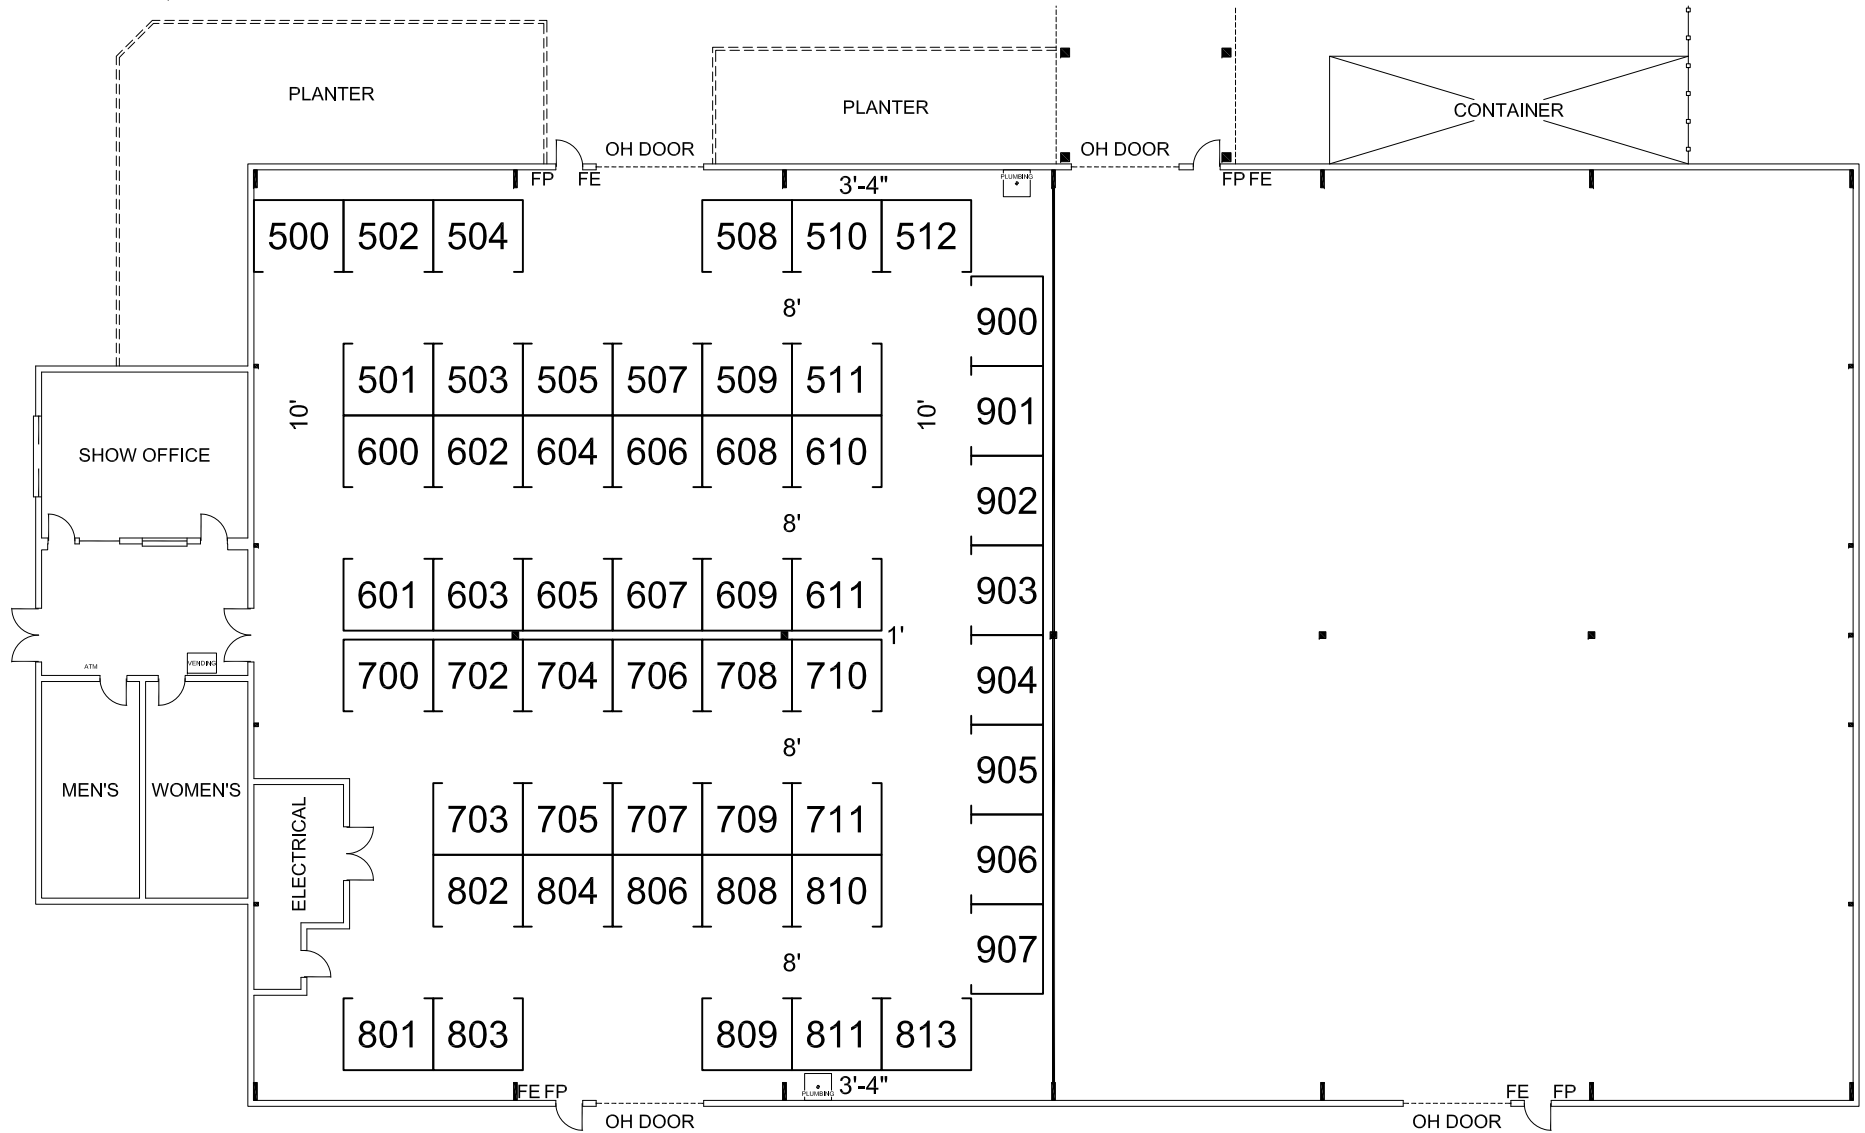 PLANTER
PLANTER
CONTAINER
OH DOOR
OH DOOR
FP FE
3'-4"
PLUMBING
FP FE
500 502 504 508 510 512
8'
900
501 503 505 507 509 511
10'
10'
901
SHOW OFFICE
600 602 604 606 608 610
902
8'
601 603 605 607 609 611
903
1'
ATM
VENDING
700 702 704 706 708 710
904
8'
905
MEN'S
WOMEN'S
ELECTRICAL
703 705 707 709 711
906
802 804 806 808 810
907
8'
801 803 809 811 813
FE FP
PLUMBING
3'-4"
FE FP
OH DOOR
OH DOOR